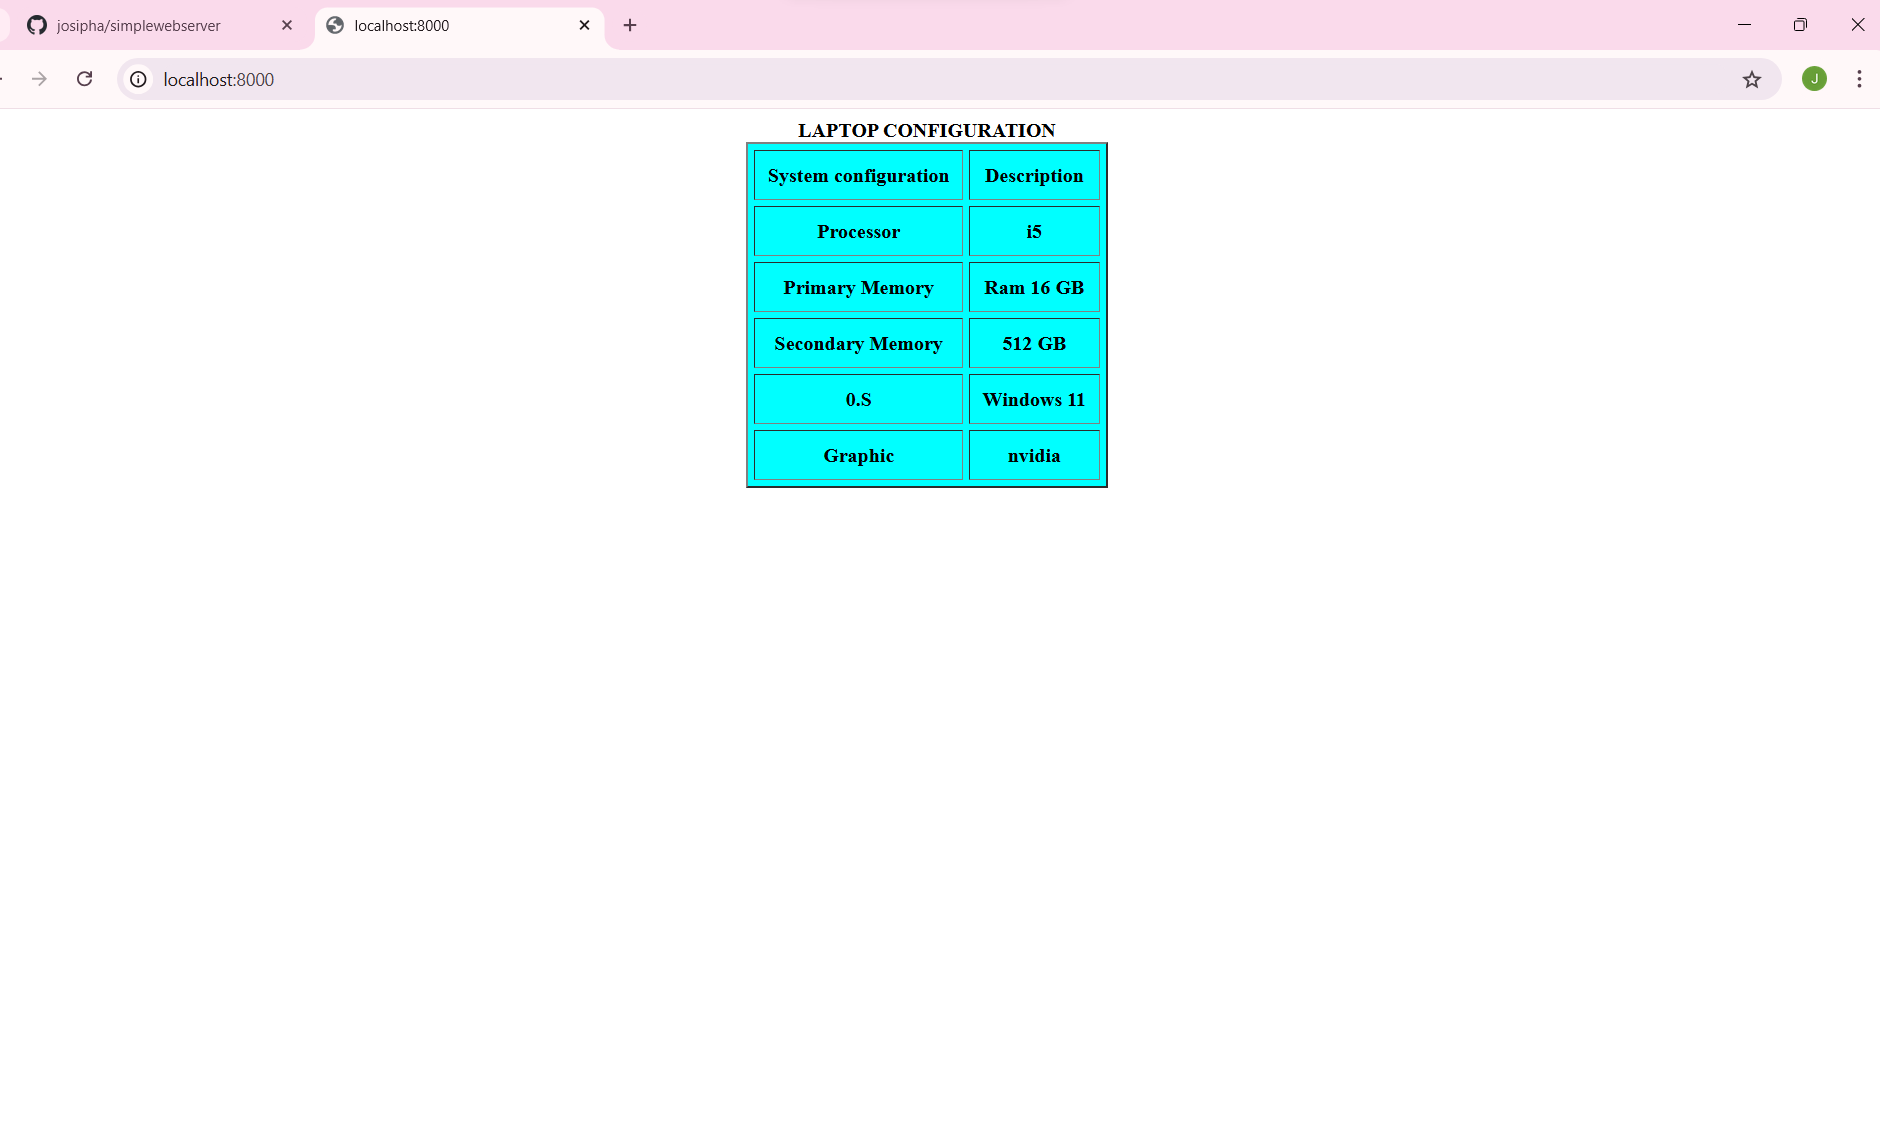 josipha/simplewebserver
localhost:8000
localhost:8000
J
LAPTOP CONFIGURATION
System configuration Description
Processor i5
Primary Memory Ram 16 GB
Secondary Memory 512 GB
0.S Windows 11
Graphic nvidia